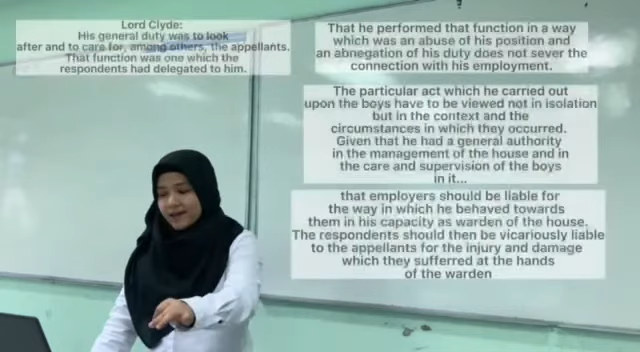 Lord Clyde:
His general duty was to look
after and to care for, among others, the appellants.
That function was one which the
respondents had delegated to him.
That he performed that function in a way
which was an abuse of his position and
an abnegation of his duty does not sever the
connection with his employment.
The particular act which he carried out
upon the boys have to be viewed not in isolation
but in the context and the
circumstances in which they occurred.
Given that he had a general authority
in the management of the house and in
the care and supervision of the boys
in it...
that employers should be liable for
the way in which he behaved towards
them in his capacity as warden of the house.
The respondents should then be vicariously liable
to the appellants for the injury and damage
which they sufferred at the hands
of the warden